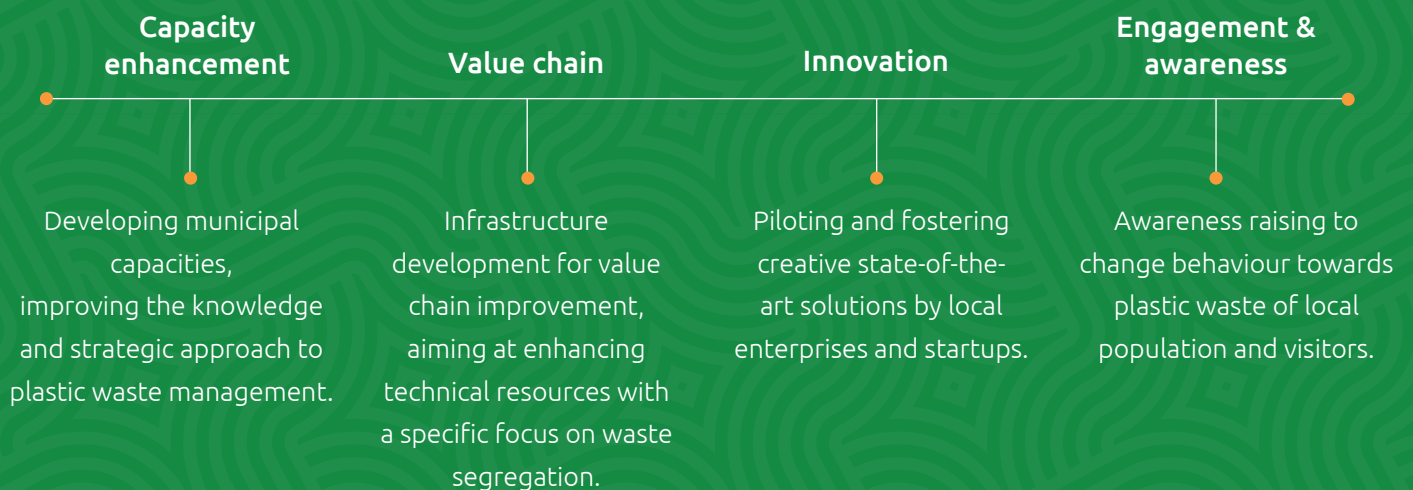 Capacity
enhancement
Value chain
Innovation
Engagement &
awareness
Developing municipal
capacities,
improving the knowledge
and strategic approach to
plastic waste management.
Infrastructure
development for value
chain improvement,
aiming at enhancing
technical resources with
a specific focus on waste
segregation.
Piloting and fostering
creative state-of-the-
art solutions by local
enterprises and startups.
Awareness raising to
change behaviour towards
plastic waste of local
population and visitors.